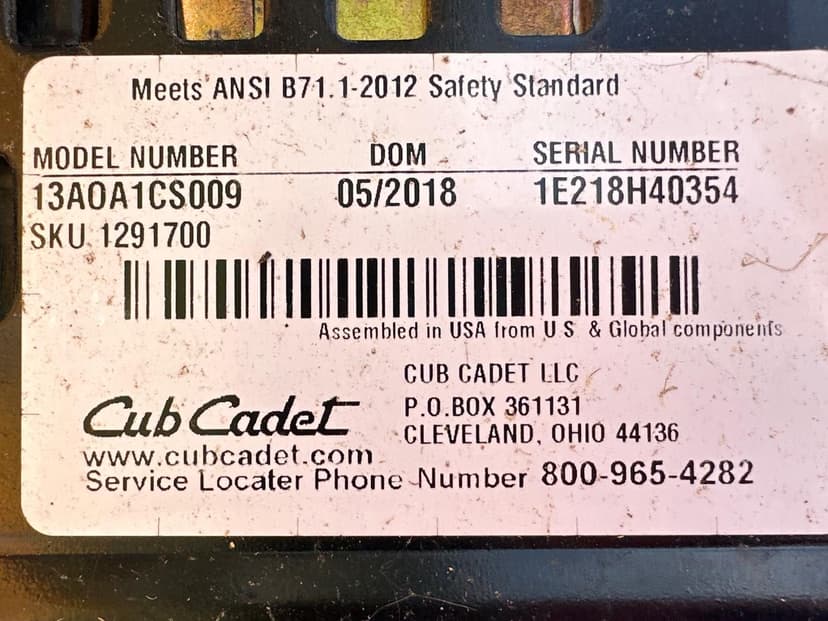 Meets ANSI B71.1-2012 Safety Standard
MODEL NUMBER DOM SERIAL NUMBER
13AOA1CS009 05/2018 1E218H40354
SKU 1291700
Assembled in USA from U S & Global components
Cub Cadet
CUB CADET LLC
P.O.BOX 361131
CLEVELAND, OHIO 44136
www.cubcadet.com
Service Locater Phone Number 800-965-4282